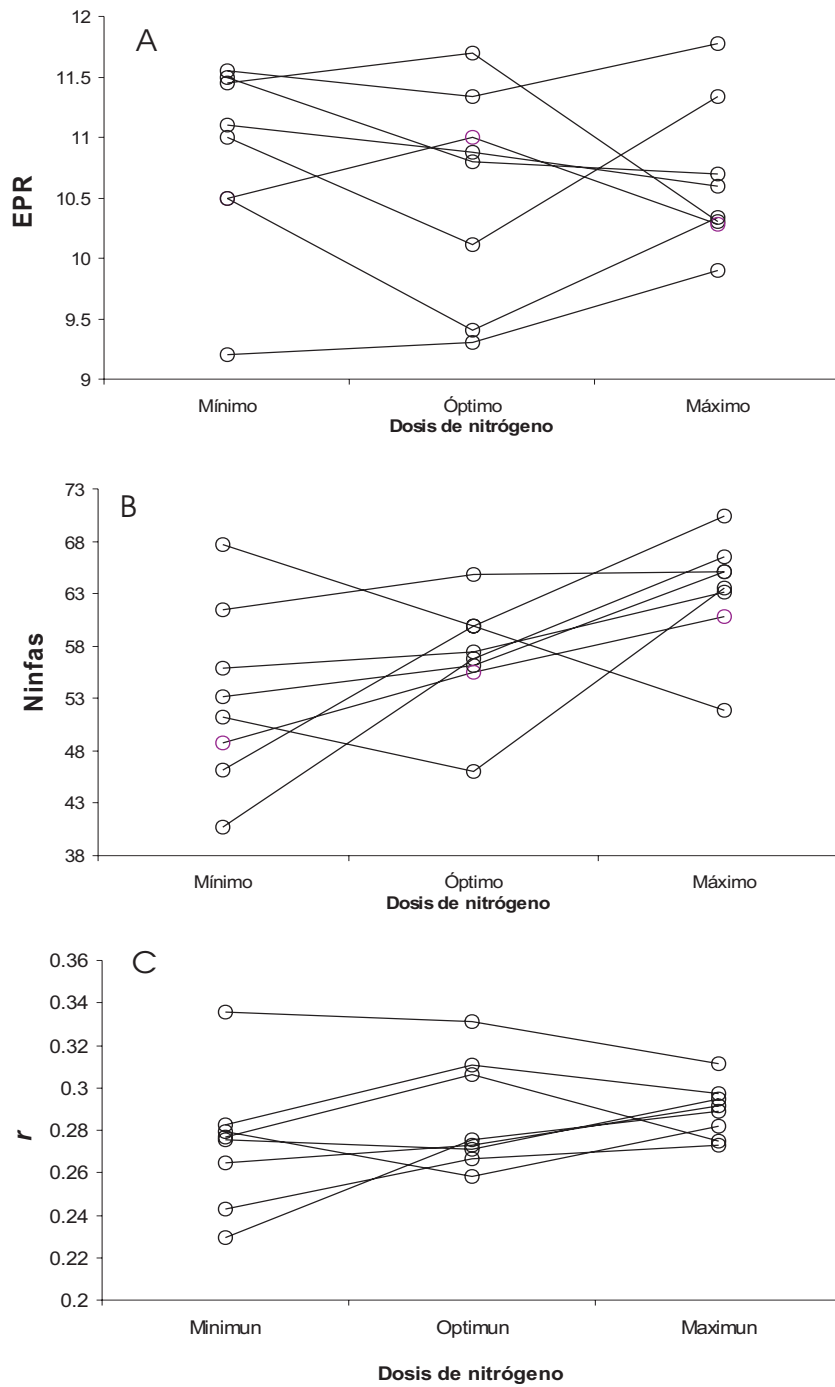 A
12
11.5
11
10.5
10
9.5
9
EPR
Mínimo Óptimo Máximo
Dosis de nitrógeno
B
73
68
63
58
53
48
43
38
Ninfas
Mínimo Óptimo Máximo
Dosis de nitrógeno
C
0.36
0.34
0.32
0.3
0.28
0.26
0.24
0.22
0.2
r
Minimun Optimun Maximun
Dosis de nitrógeno